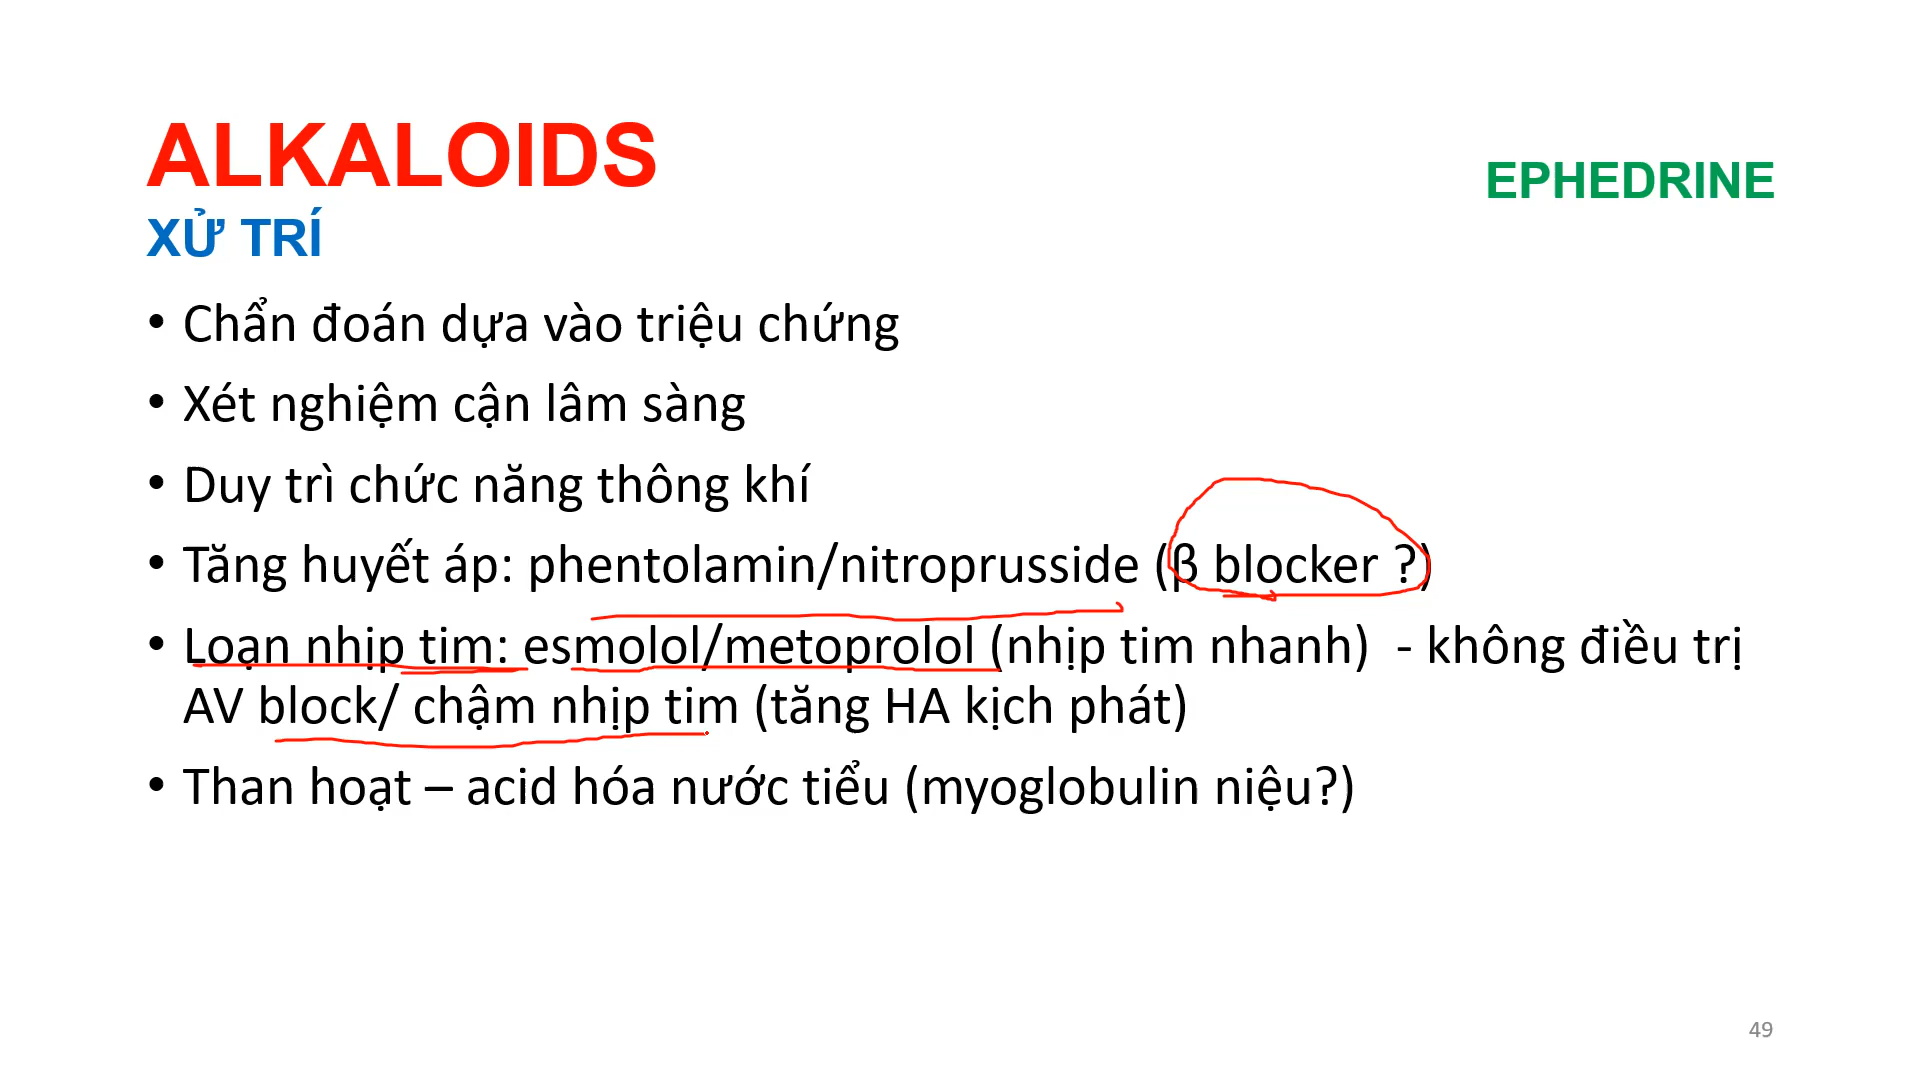 ALKALOIDS
EPHEDRINE
XỬ TRÍ
• Chẩn đoán dựa vào triệu chứng
• Xét nghiệm cận lâm sàng
• Duy trì chức năng thông khí
• Tăng huyết áp: phentolamin/nitroprusside (β blocker ?)
• Loạn nhịp tim: esmolol/metoprolol (nhịp tim nhanh)  - không điều trị
AV block/ chậm nhịp tim (tăng HA kịch phát)
• Than hoạt – acid hóa nước tiểu (myoglobulin niệu?)
49